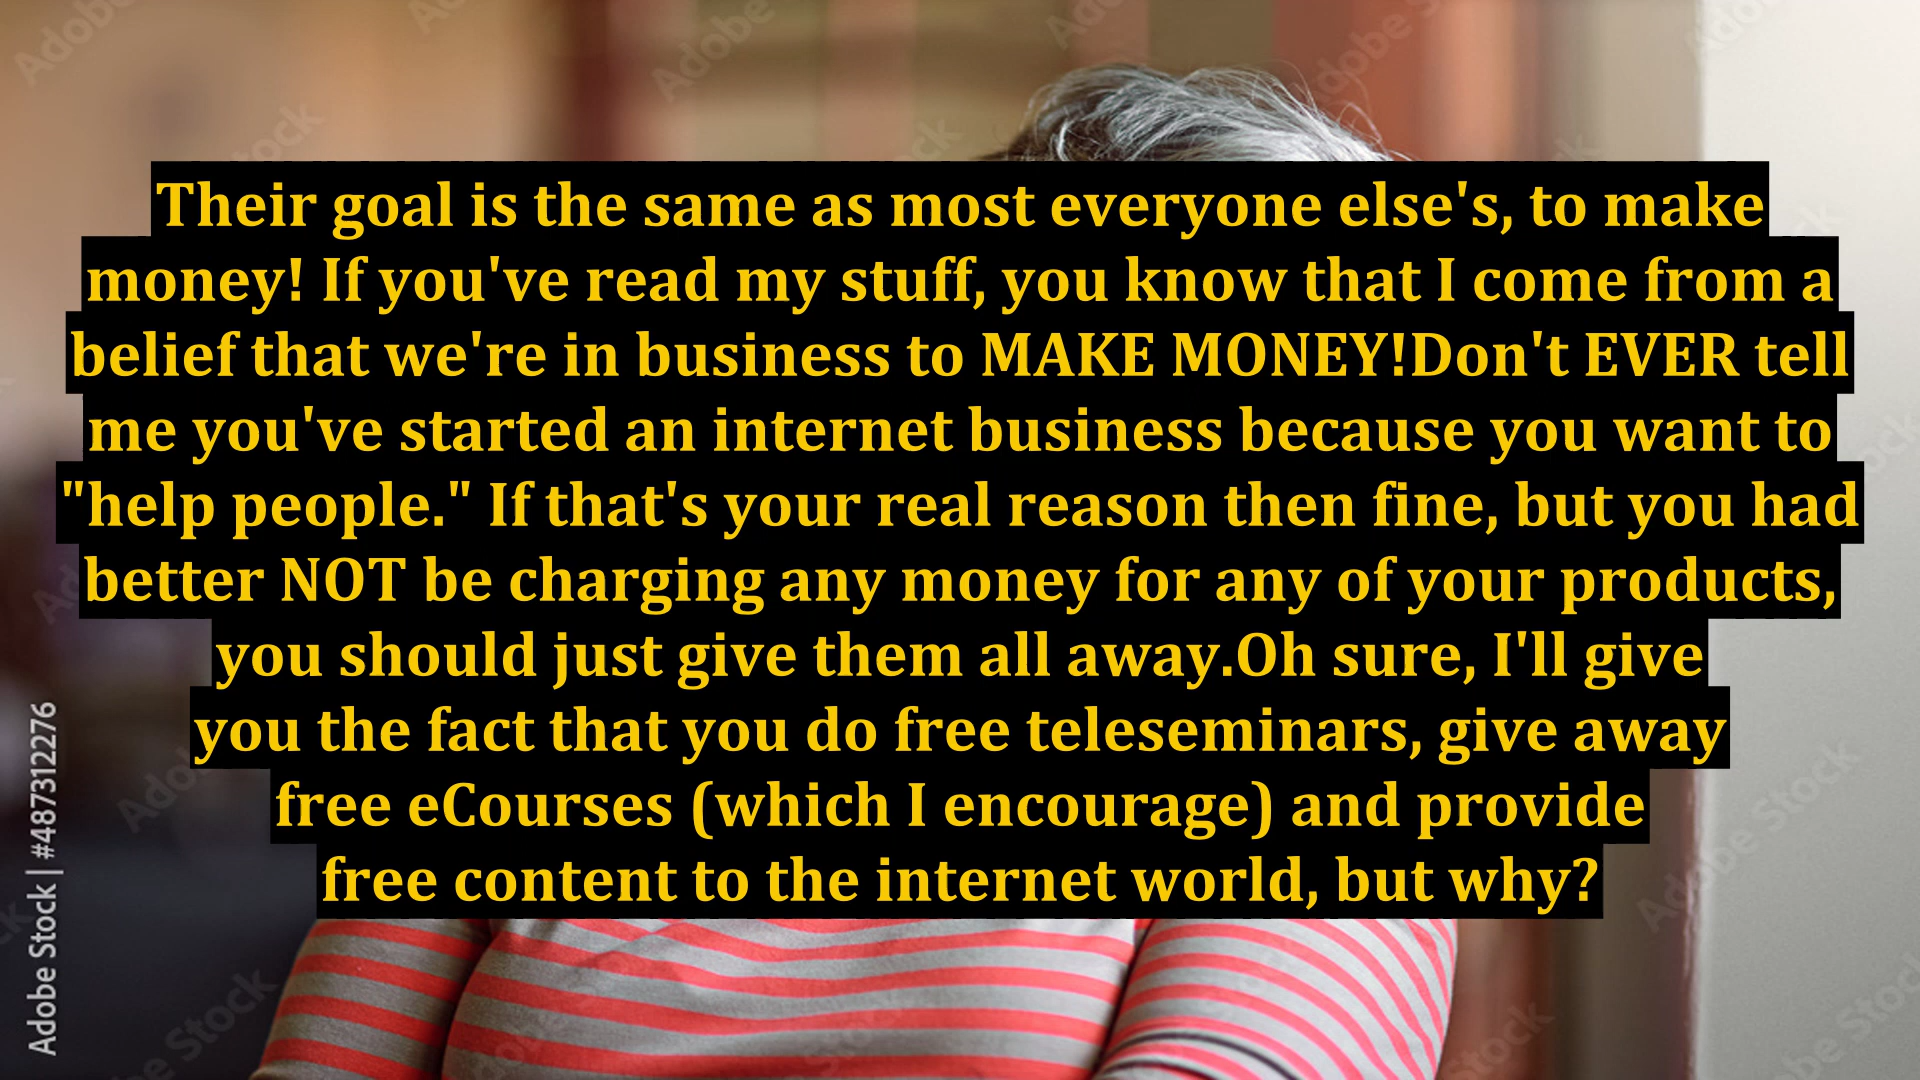 Their goal is the same as most everyone else's, to make
money! If you've read my stuff, you know that I come from a
belief that we're in business to MAKE MONEY!Don't EVER tell
me you've started an internet business because you want to
"help people." If that's your real reason then fine, but you had
better NOT be charging any money for any of your products,
you should just give them all away.Oh sure, I'll give
you the fact that you do free teleseminars, give away
free eCourses (which I encourage) and provide
free content to the internet world, but why?
Adobe Stock | #487312276